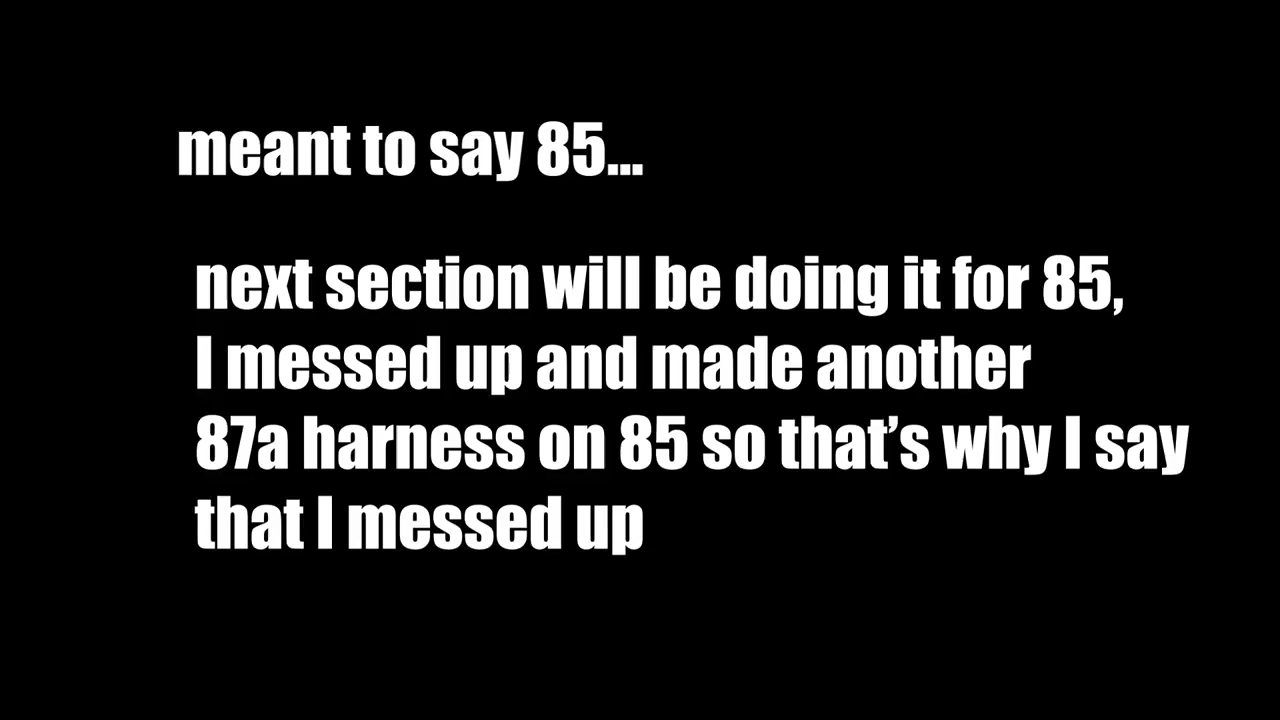 meant to say 85...
next section will be doing it for 85,
I messed up and made another
87a harness on 85 so that’s why I say
that I messed up